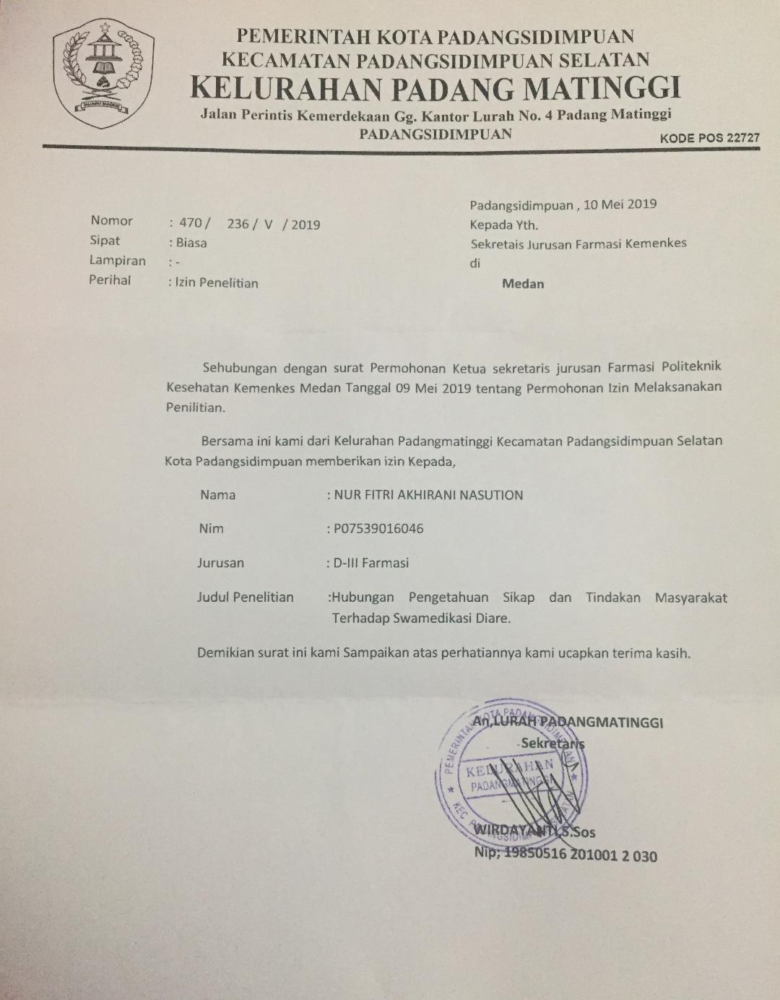 PEMERINTAH KOTA PADANGSIDIMPUAN
KECAMATAN PADANGSIDIMPUAN SELATAN
KELURAHAN PADANG MATINGGI
Jalan Perintis Kemerdekaan Gg. Kantor Lurah No. 4 Padang Matinggi
PADANGSIDIMPUAN
KODE POS 22727
Padangsidimpuan , 10 Mei 2019
Kepada Yth.
Sekretais Jurusan Farmasi Kemenkes
di
Medan
Nomor : 470 / 236 / V / 2019
Sipat : Biasa
Lampiran : -
Perihal : Izin Penelitian
Sehubungan dengan surat Permohonan Ketua sekretaris jurusan Farmasi Politeknik
Kesehatan Kemenkes Medan Tanggal 09 Mei 2019 tentang Permohonan Izin Melaksanakan
Penilitian.
Bersama ini kami dari Kelurahan Padangmatinggi Kecamatan Padangsidimpuan Selatan
Kota Padangsidimpuan memberikan izin Kepada,
Nama : NUR FITRI AKHIRANI NASUTION
Nim : P07539016046
Jurusan : D-III Farmasi
Judul Penelitian :Hubungan Pengetahuan Sikap dan Tindakan Masyarakat
Terhadap Swamedikasi Diare.
Demikian surat ini kami Sampaikan atas perhatiannya kami ucapkan terima kasih.
An,LURAH PADANGMATINGGI
Sekretaris
PEMERINTAH KOTA PADANGSIDIMPUAN
KELURAHAN
PADANGMATINGGI
KEC PADANGSIDIMPUAN SELATAN
WIRDAYANTI,S.Sos
Nip; 19850516 201001 2 030